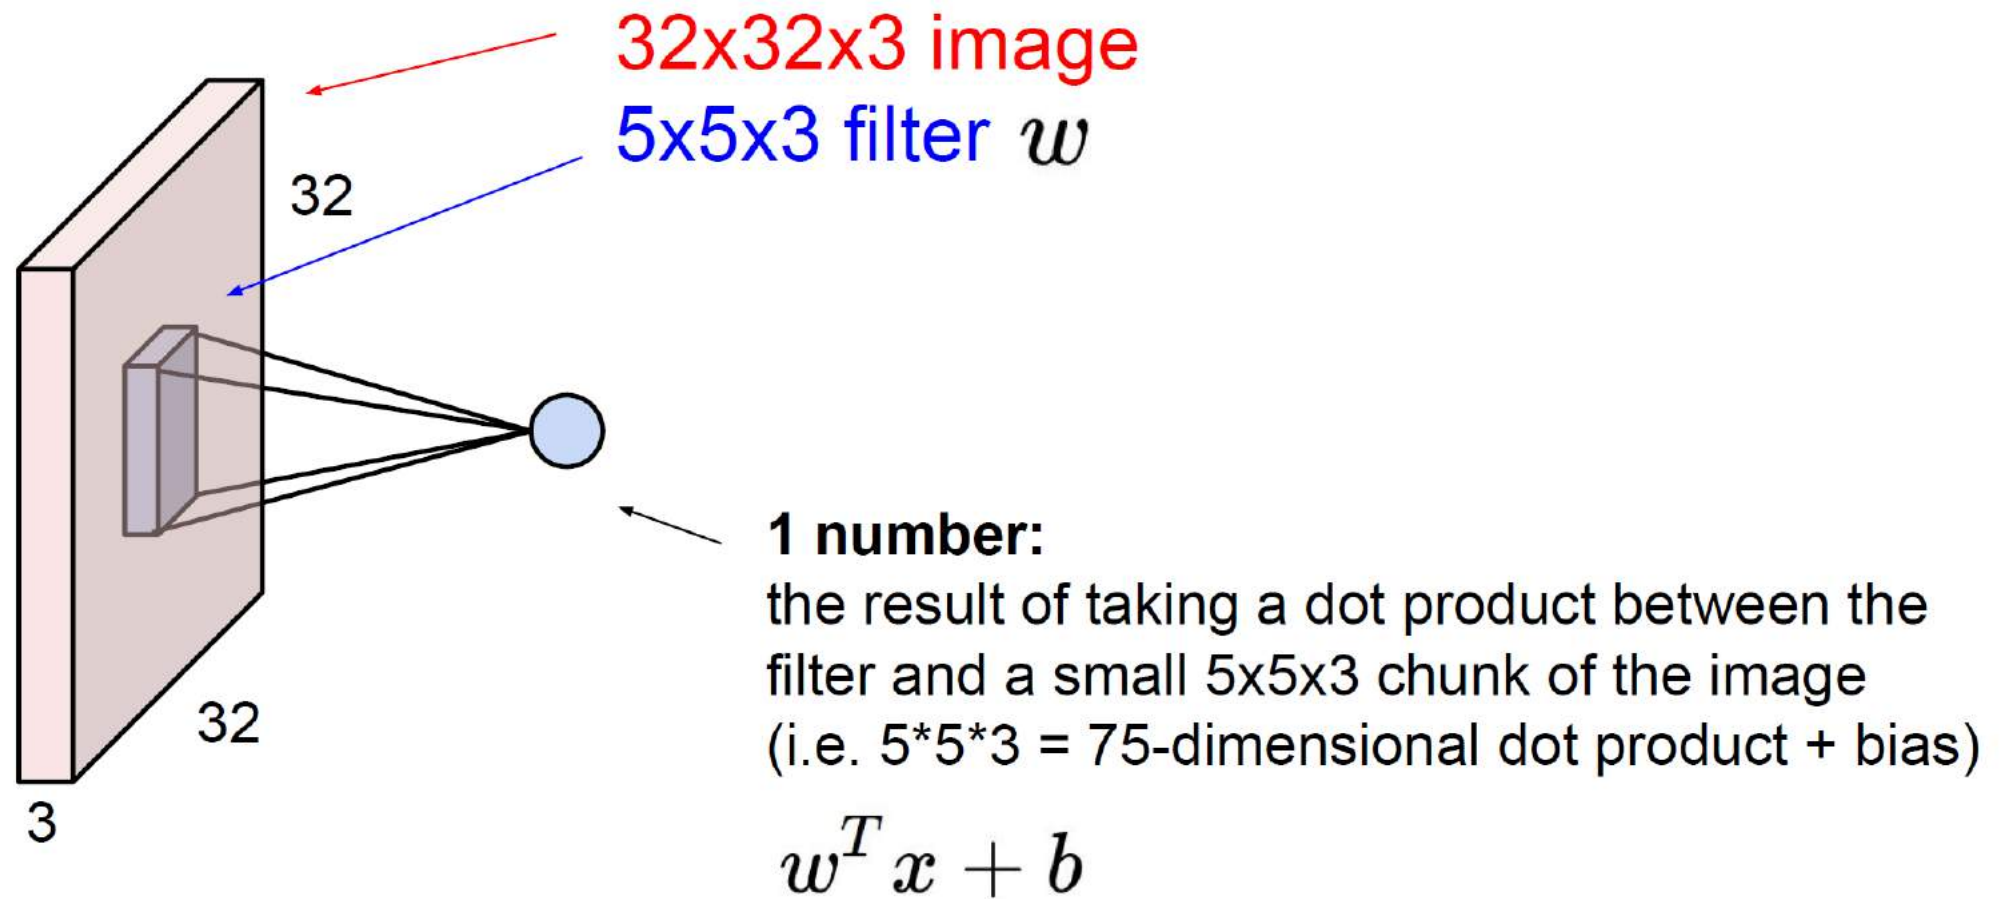 32x32x3 image
5x5x3 filter w
32
32
3
1 number:
the result of taking a dot product between the
filter and a small 5x5x3 chunk of the image
(i.e. 5*5*3 = 75-dimensional dot product + bias)
w^T x + b